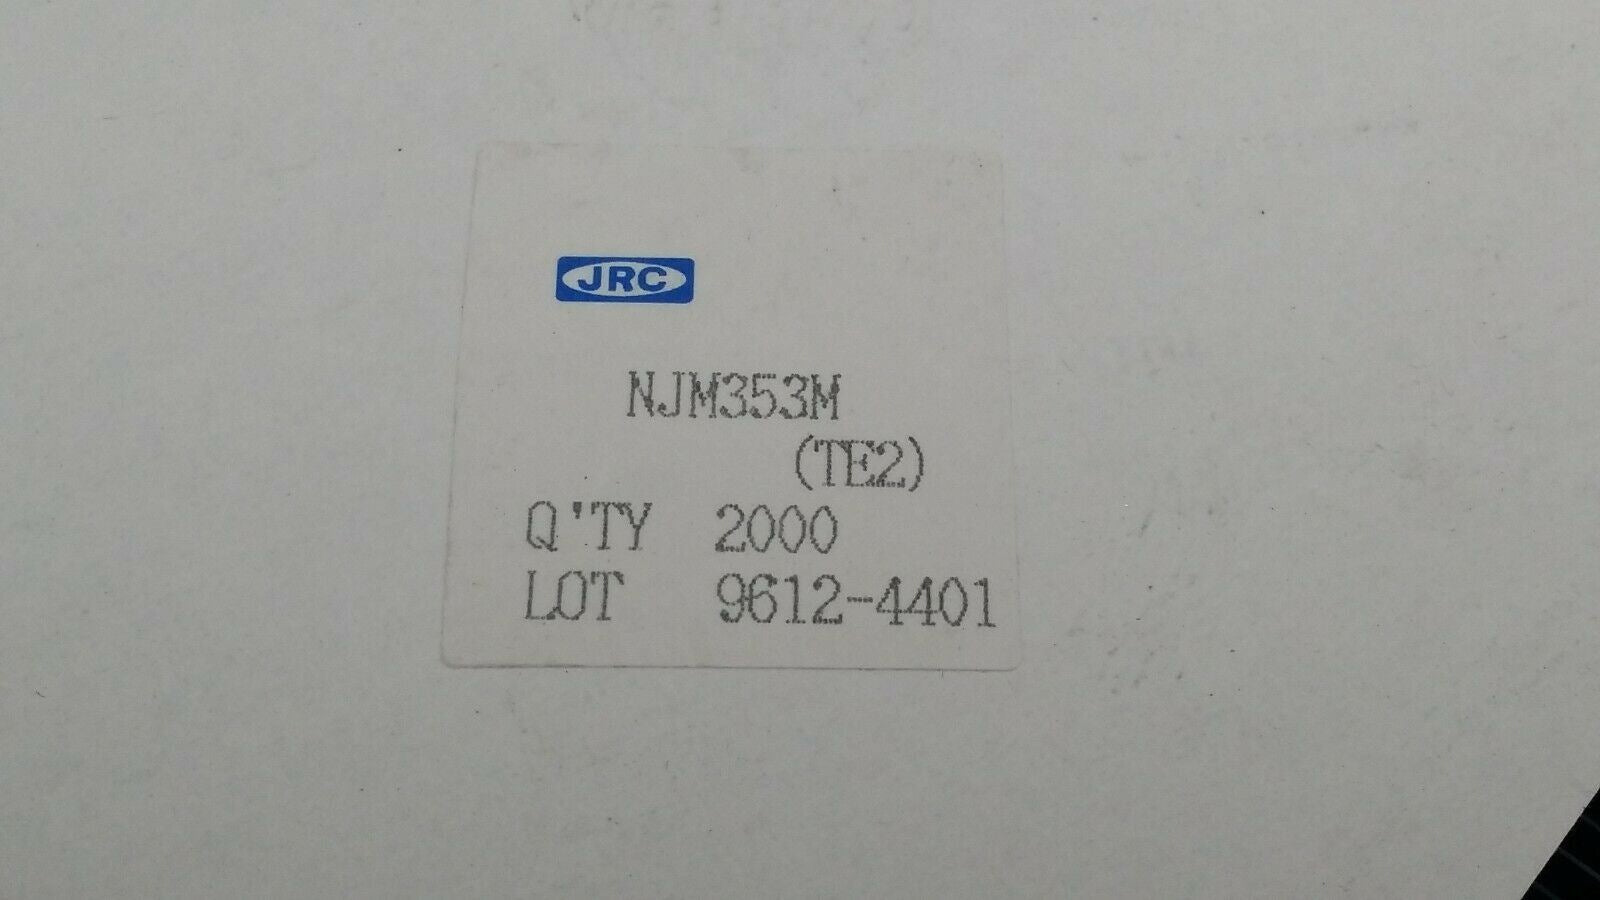 JRC
NJM353M
(TE2)
Q'TY 2000
LOT 9612-4401